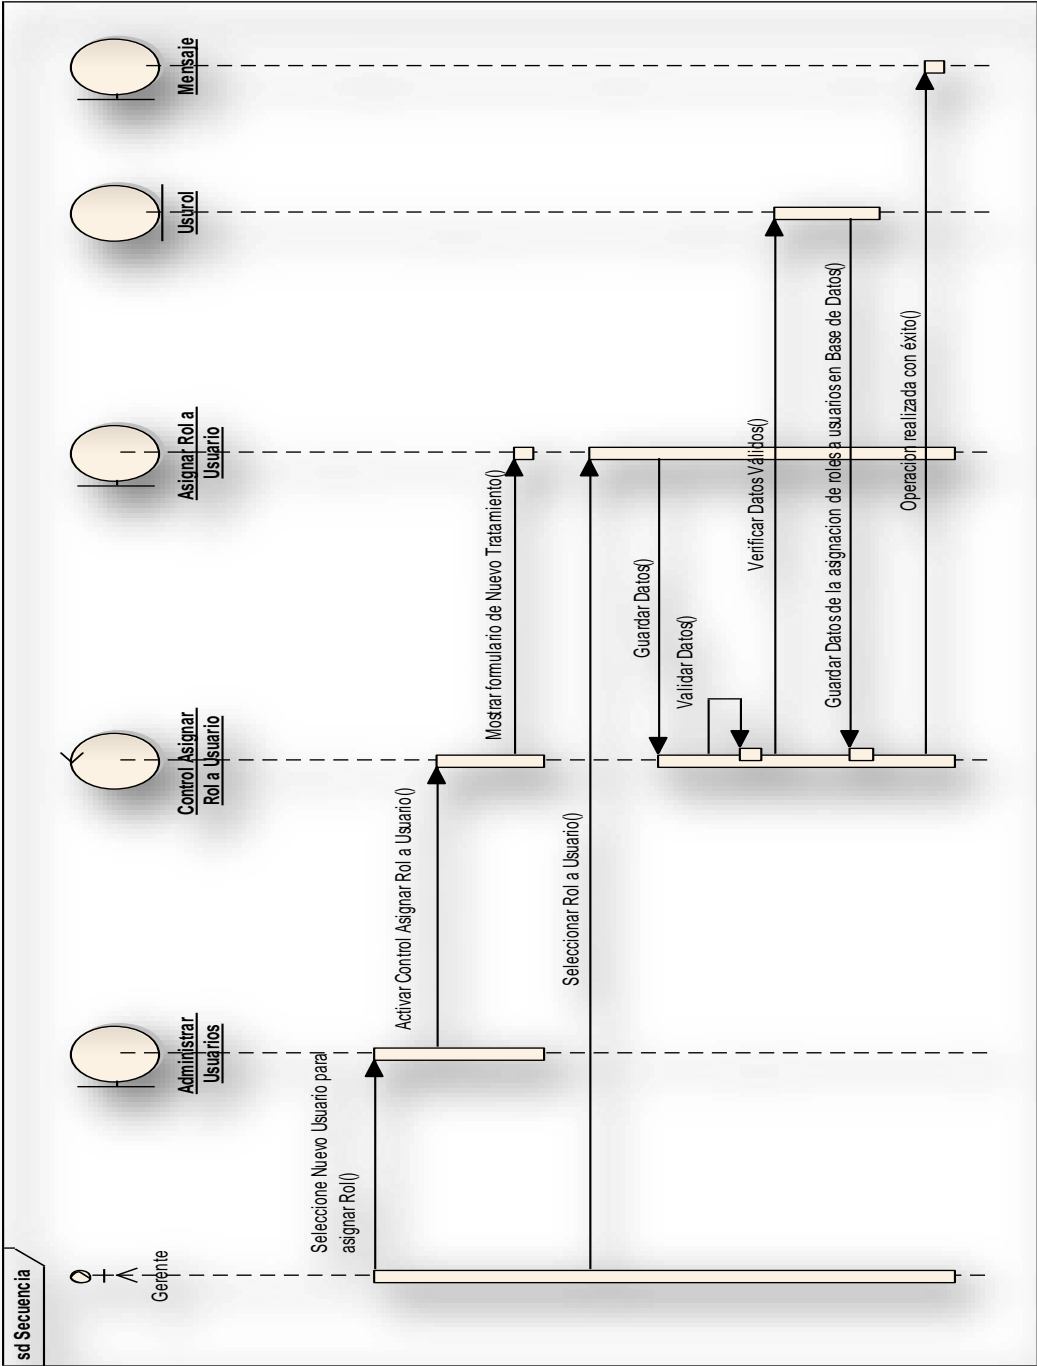 sd Secuencia
Gerente
Administrar
Usuarios
Control Asignar
Rol a Usuario
Asignar Rol a
Usuario
Usurol
Mensaje
Seleccione Nuevo Usuario para
asignar Rol()
Activar Control Asignar Rol a Usuario()
Mostrar formulario de Nuevo Tratamiento()
Seleccionar Rol a Usuario()
Guardar Datos()
Validar Datos()
Verificar Datos Válidos()
Guardar Datos de la asignacion de roles a usuarios en Base de Datos()
Operacion realizada con éxito()